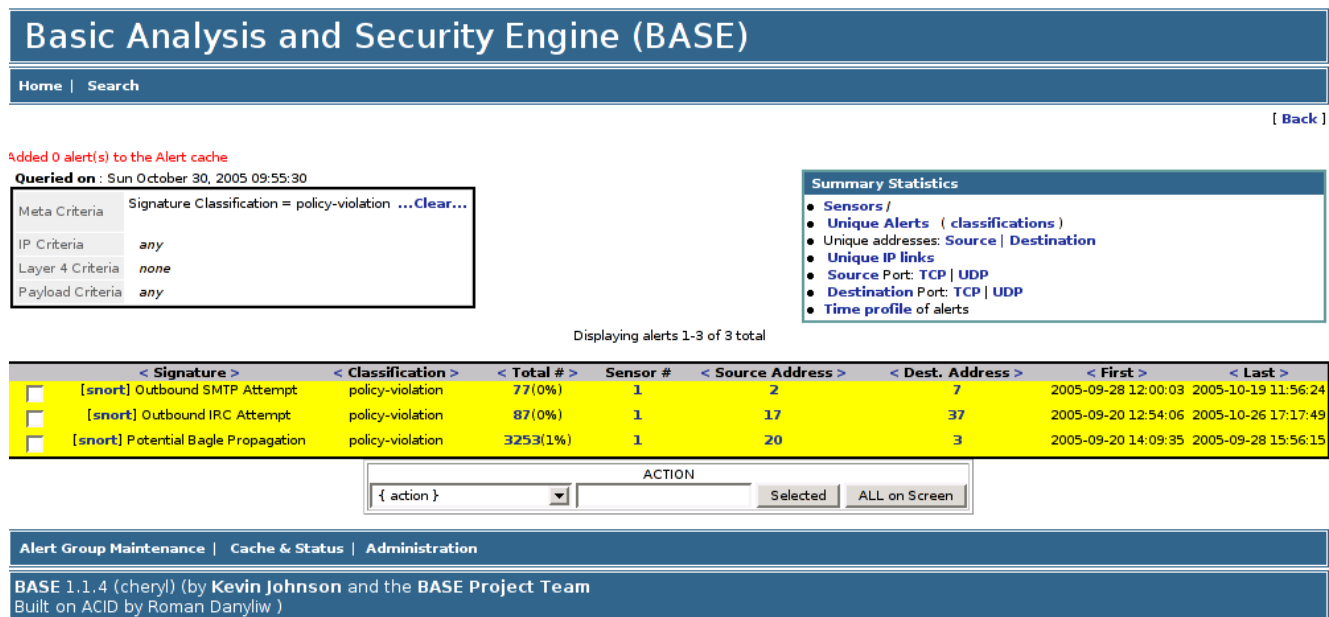 Basic Analysis and Security Engine (BASE)
Home | Search
[ Back ]
Added 0 alert(s) to the Alert cache
Queried on : Sun October 30, 2005 09:55:30
Meta Criteria Signature Classification = policy-violation ...Clear...
IP Criteria any
Layer 4 Criteria none
Payload Criteria any
Summary Statistics
Sensors /
Unique Alerts ( classifications )
Unique addresses: Source | Destination
Unique IP links
Source Port: TCP | UDP
Destination Port: TCP | UDP
Time profile of alerts
Displaying alerts 1-3 of 3 total
< Signature > < Classification > < Total # > Sensor # < Source Address > < Dest. Address > < First > < Last >
[snort] Outbound SMTP Attempt policy-violation 77(0%) 1 2 7 2005-09-28 12:00:03 2005-10-19 11:56:24
[snort] Outbound IRC Attempt policy-violation 87(0%) 1 17 37 2005-09-20 12:54:06 2005-10-26 17:17:49
[snort] Potential Bagle Propagation policy-violation 3253(1%) 1 20 3 2005-09-20 14:09:35 2005-09-28 15:56:15
ACTION
{ action } Selected ALL on Screen
Alert Group Maintenance | Cache & Status | Administration
BASE 1.1.4 (cheryl) (by Kevin Johnson and the BASE Project Team
Built on ACID by Roman Danyliw )